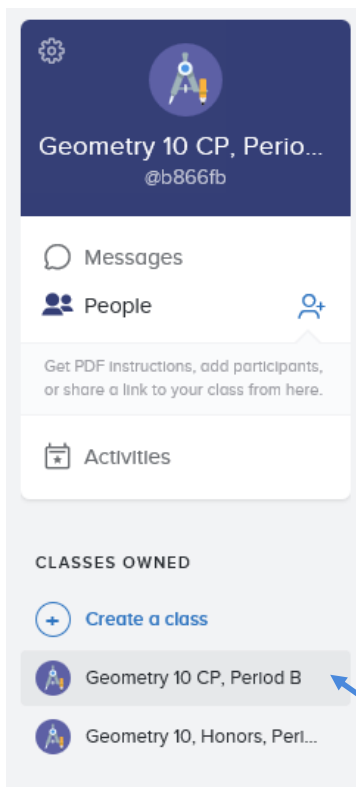 Geometry 10 CP, Perio...
@b866fb
Messages
People
Get PDF instructions, add participants,
or share a link to your class from here.
Activities
CLASSES OWNED
Create a class
Geometry 10 CP, Period B
Geometry 10, Honors, Peri...